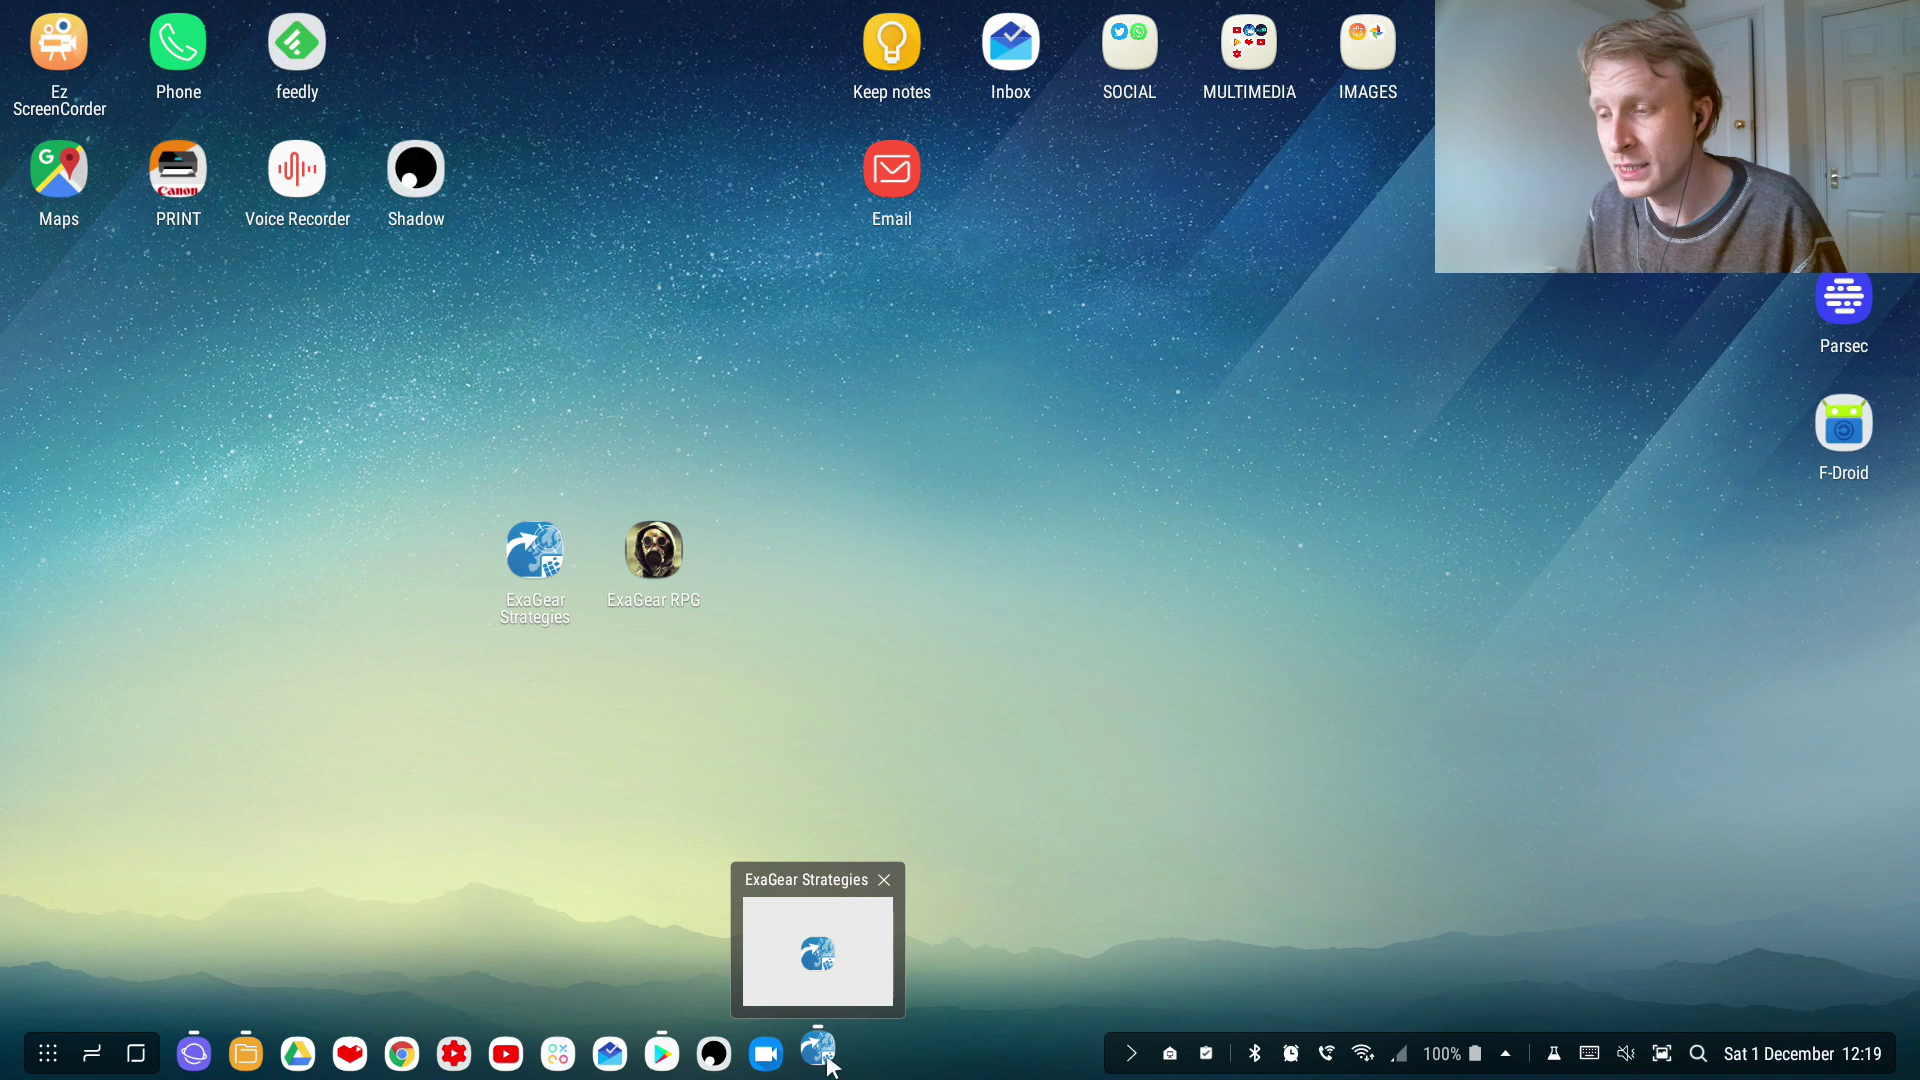 Ez
ScreenCorder
Phone
feedly
Keep notes
Inbox
SOCIAL
MULTIMEDIA
IMAGES
G
Canon
Maps
PRINT
Voice Recorder
Shadow
Email
Parsec
F-Droid
ExaGear
Strategies
ExaGear RPG
ExaGear Strategies
100%
Sat 1 December 12:19